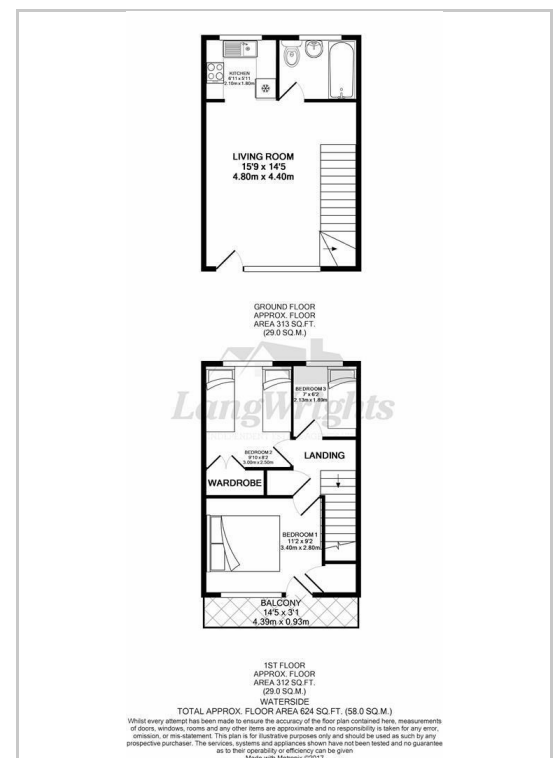 KITCHEN
6'11 x 5'11
2.10m x 1.80m
LIVING ROOM
15'9 x 14'5
4.80m x 4.40m
GROUND FLOOR
APPROX. FLOOR
AREA 313 SQ.FT.
(29.0 SQ.M.)
LangWrights
BEDROOM 3
7' x 6'2
2.13m x 1.89m
BEDROOM 2
9'10 x 8'2
3.00m x 2.50m
LANDING
WARDROBE
BEDROOM 1
11'2 x 9'2
3.40m x 2.80m
BALCONY
14'5 x 3'1
4.39m x 0.93m
1ST FLOOR
APPROX. FLOOR
AREA 312 SQ.FT.
(29.0 SQ.M.)
WATERSIDE
TOTAL APPROX. FLOOR AREA 624 SQ.FT. (58.0 SQ.M.)
Whilst every attempt has been made to ensure the accuracy of the floor plan contained here, measurements
of doors, windows, rooms and any other items are approximate and no responsibility is taken for any error,
omission, or mis-statement. This plan is for illustrative purposes only and should be used as such by any
prospective purchaser. The services, systems and appliances shown have not been tested and no guarantee
as to their operability or efficiency can be given
Made with Metropix ©2017